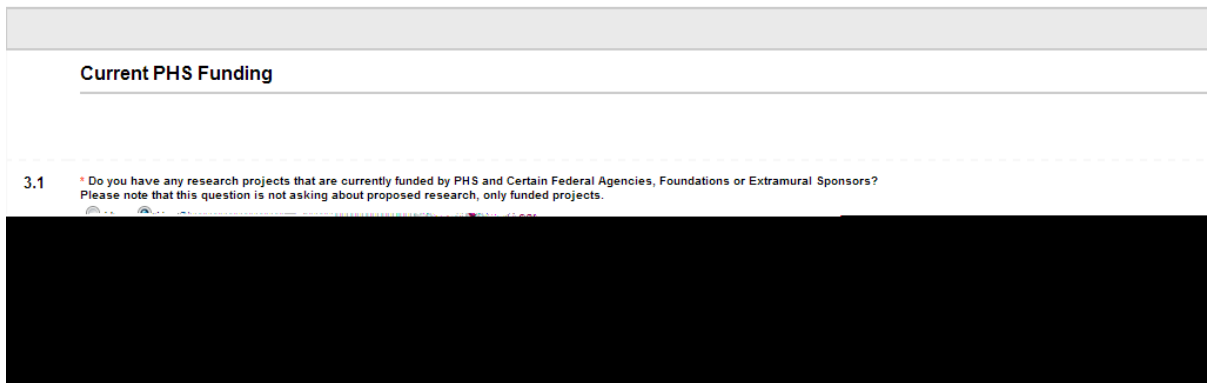 Current PHS Funding
3.1 * Do you have any research projects that are currently funded by PHS and Certain Federal Agencies, Foundations or Extramural Sponsors?
Please note that this question is not asking about proposed research, only funded projects.